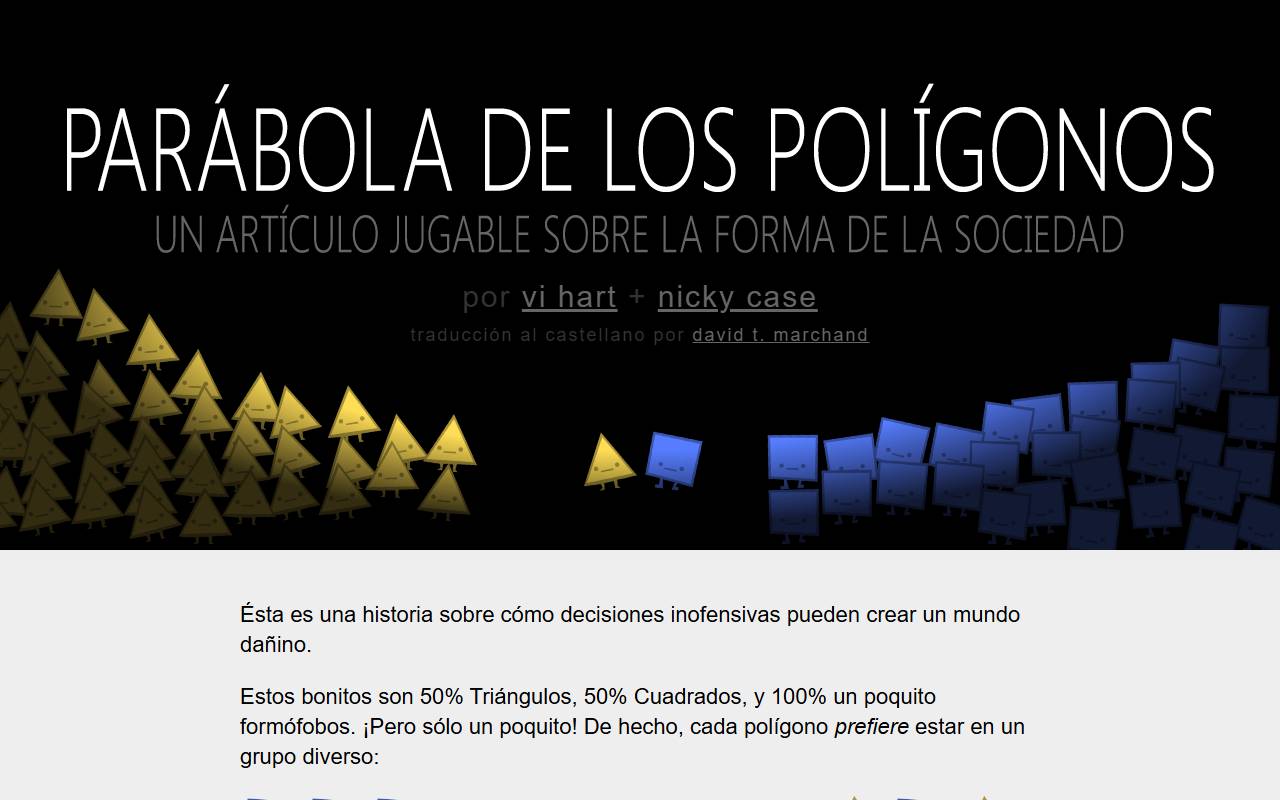 PARÁBOLA DE LOS POLÍGONOS
UN ARTÍCULO JUGABLE SOBRE LA FORMA DE LA SOCIEDAD
por vi hart + nicky case
traducción al castellano por david t. marchand
Ésta es una historia sobre cómo decisiones inofensivas pueden crear un mundo
dañino.
Estos bonitos son 50% Triángulos, 50% Cuadrados, y 100% un poquito
formófobos. ¡Pero sólo un poquito! De hecho, cada polígono prefiere estar en un
grupo diverso: